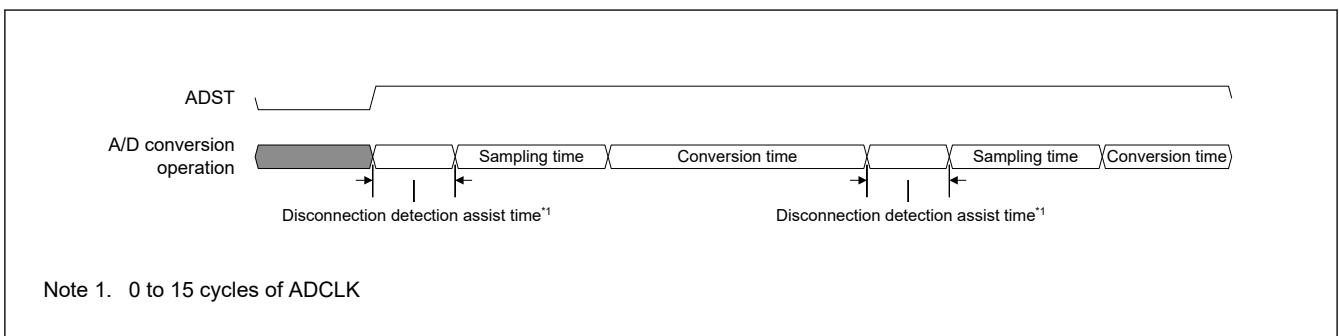 ADST
A/D conversion
operation
Sampling time
Conversion time
Sampling time
Conversion time
Disconnection detection assist time*1
Disconnection detection assist time*1
Note 1. 0 to 15 cycles of ADCLK